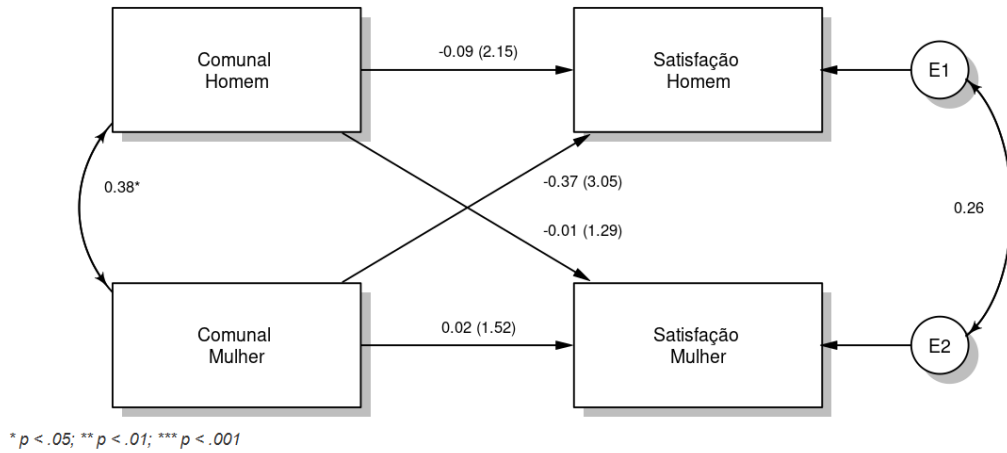 Comunal
Homem
-0.09 (2.15)
Satisfação
Homem
E1
0.38*
-0.37 (3.05)
-0.01 (1.29)
0.26
Comunal
Mulher
0.02 (1.52)
Satisfação
Mulher
E2
* p < .05; ** p < .01; *** p < .001